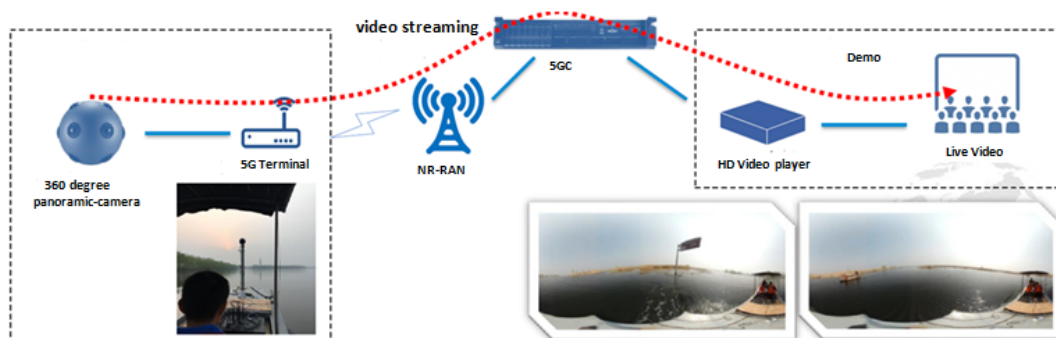 video streaming
5GC
Demo
5G Terminal
NR-RAN
HD Video player
Live Video
360 degree
panoramic-camera